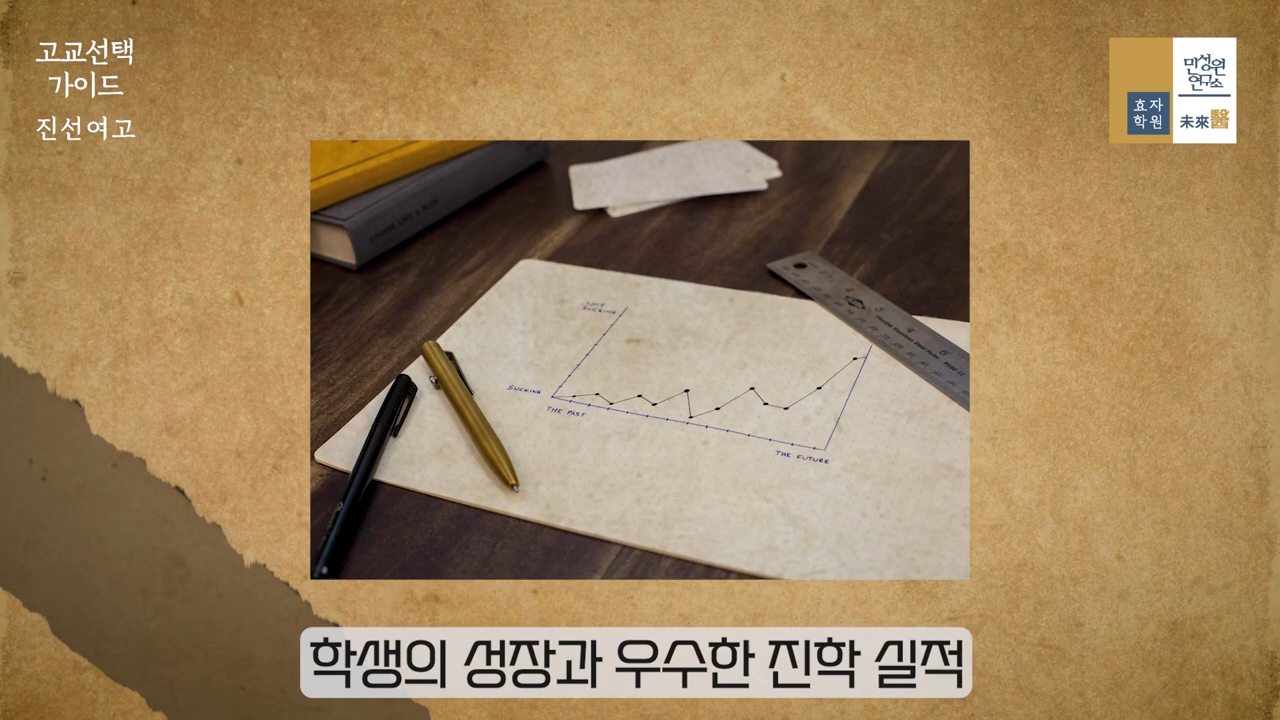 고교선택
가이드
진선여고
민성원
연구소
효자
학원
未來醫
NOT
SUCKING
SUCKING
THE PAST
THE FUTURE
학생의 성장과 우수한 진학 실적